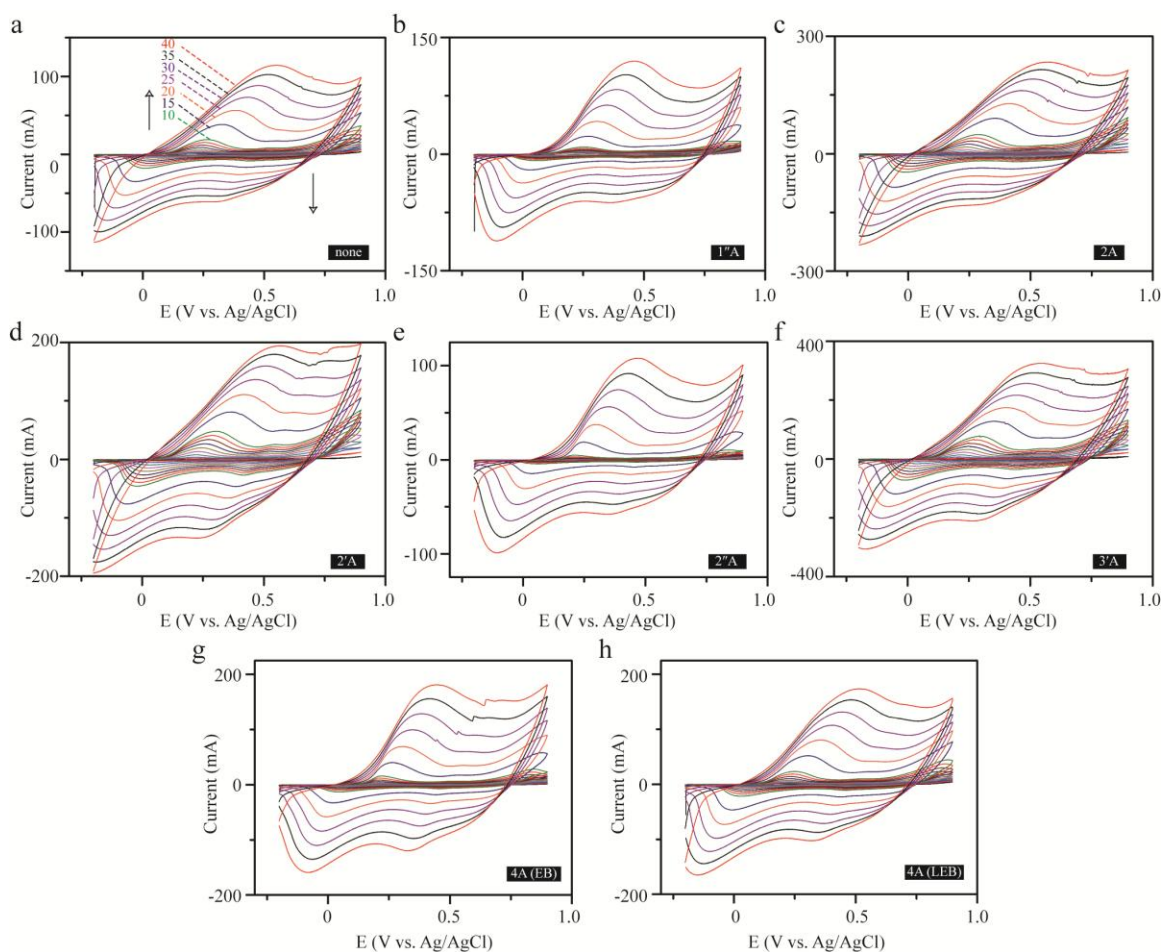 a
100
0
-100
40
35
30
25
20
15
10
none
0
0.5
1.0
Current (mA)
E (V vs. Ag/AgCl)
b
150
0
-150
1″A
0
0.5
1.0
Current (mA)
E (V vs. Ag/AgCl)
c
300
0
-300
2A
0
0.5
1.0
Current (mA)
E (V vs. Ag/AgCl)
d
200
0
-200
2′A
0
0.5
1.0
Current (mA)
E (V vs. Ag/AgCl)
e
100
0
-100
2″A
0
0.5
1.0
Current (mA)
E (V vs. Ag/AgCl)
f
400
200
0
-400
3′A
0
0.5
1.0
Current (mA)
E (V vs. Ag/AgCl)
g
200
0
-200
4A (EB)
0
0.5
1.0
Current (mA)
E (V vs. Ag/AgCl)
h
200
0
-200
4A (LEB)
0
0.5
1.0
Current (mA)
E (V vs. Ag/AgCl)